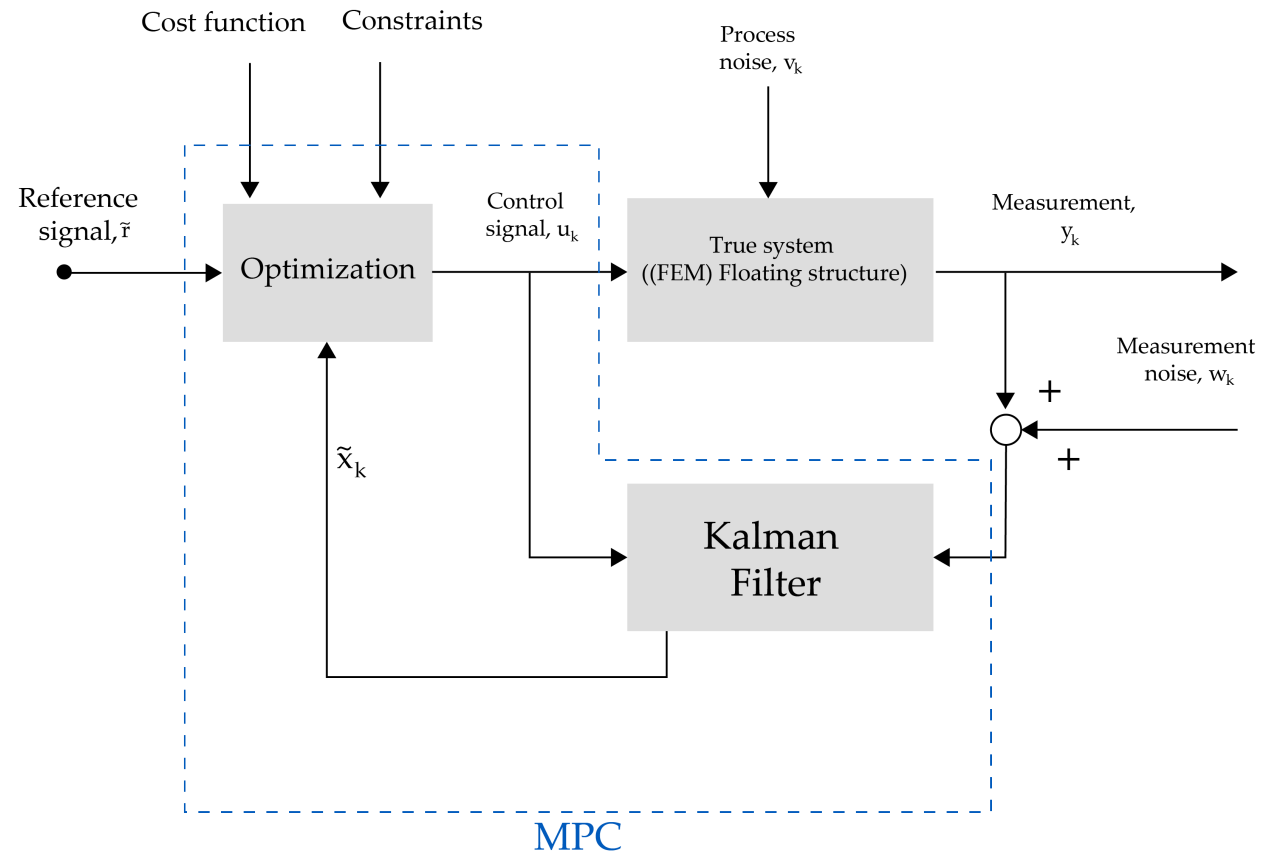 Cost function
Constraints
Process
noise, vₖ
Reference
signal, r̃
Control
signal, uₖ
Measurement,
yₖ
Optimization
True system
((FEM) Floating structure)
Measurement
noise, wₖ
+
+
x̃ₖ
Kalman
Filter
MPC